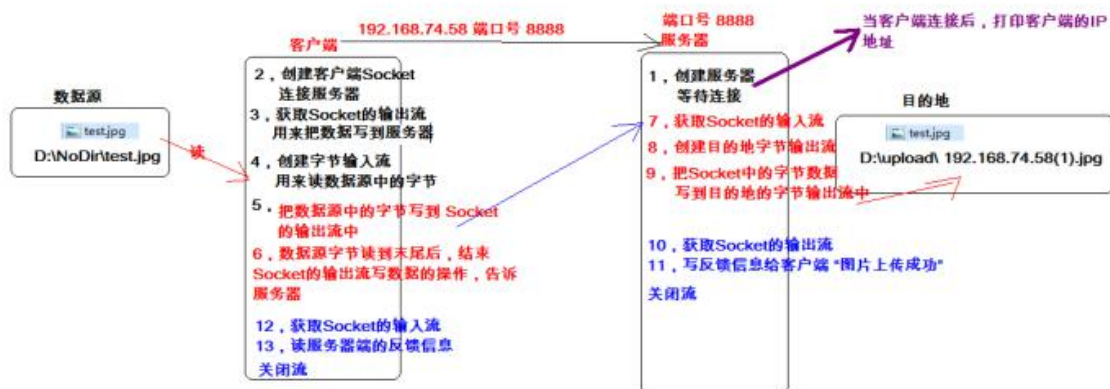 192.168.74.58 端口号 8888
端口号 8888
服务器
当客户端连接后，打印客户端的IP
地址
客户端
数据源
test.jpg
D:\NoDir\test.jpg
读
2，创建客户端Socket
连接服务器
3，获取Socket的输出流
用来把数据写到服务器
4，创建字节输入流
用来读数据源中的字节
5，把数据源中的字节写到 Socket
的输出流中
6，数据源字节读到末尾后，结束
Socket的输出流写数据的操作，告诉
服务器
12，获取Socket的输入流
13，读服务器端的反馈信息
关闭流
1，创建服务器
等待连接
7，获取Socket的输入流
8，创建目的地字节输出流
9，把Socket中的字节数据
写到目的地的字节输出流中
10，获取Socket的输出流
11，写反馈信息给客户端 “图片上传成功”
关闭流
目的地
test.jpg
D:\upload\ 192.168.74.58(1).jpg